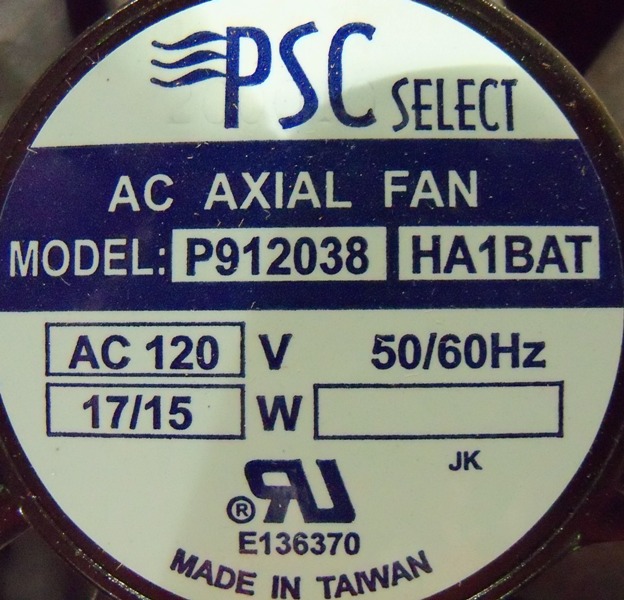 PSC SELECT
AC AXIAL FAN
MODEL: P912038 HA1BAT
AC 120 V 50/60Hz
17/15 W
JK
® UR
E136370
MADE IN TAIWAN